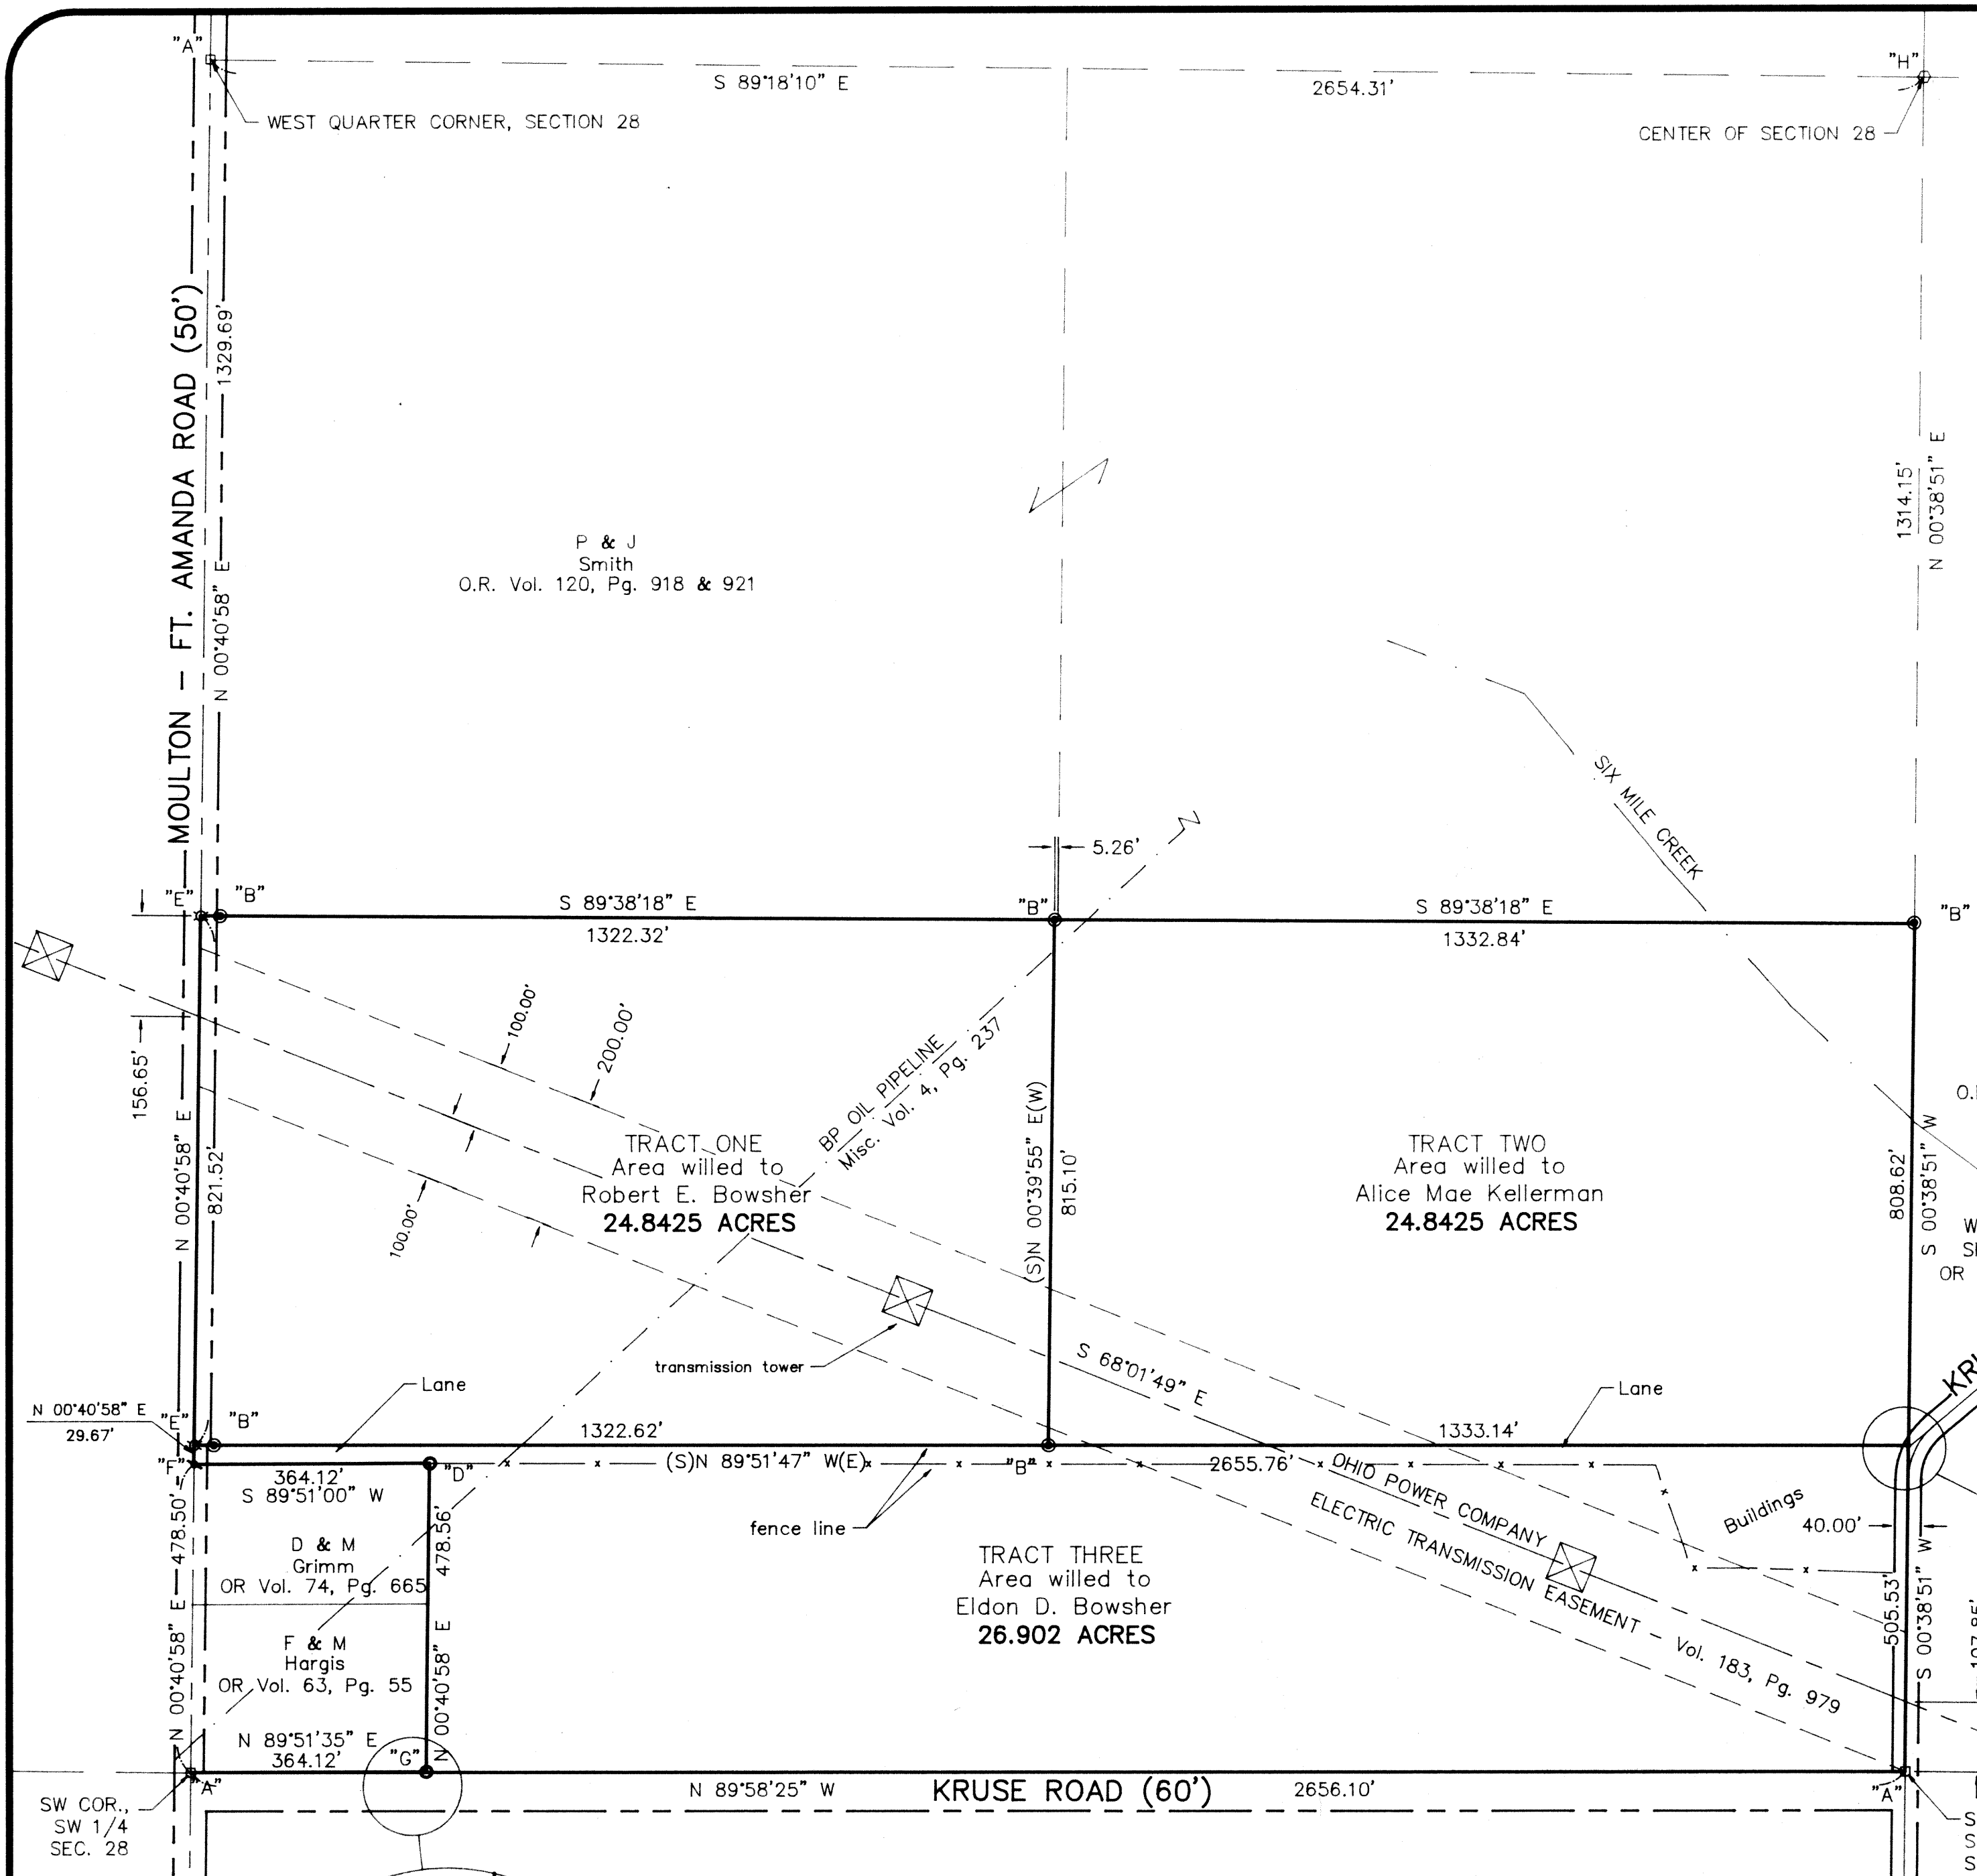 "A"
"H"
S 89°18'10" E
2654.31'
WEST QUARTER CORNER, SECTION 28
CENTER OF SECTION 28
MOULTON - FT. AMANDA ROAD (50')
1329.69'
N 00°40'58" E
1314.15'
N 00°38'51" E
P & J
Smith
O.R. Vol. 120, Pg. 918 & 921
SIX MILE CREEK
5.26'
"E"
"B"
S 89°38'18" E
1322.32'
"B"
S 89°38'18" E
1332.84'
"B"
156.65'
N 00°40'58" E
821.52'
100.00'
200.00'
100.00'
BP OIL PIPELINE
Misc. Vol. 4, Pg. 237
TRACT ONE
Area willed to
Robert E. Bowsher
24.8425 ACRES
(S)N 00°39'55" E(W)
815.10'
TRACT TWO
Area willed to
Alice Mae Kellerman
24.8425 ACRES
808.62'
S 00°38'51" W
OR
transmission tower
S 68°01'49" E
Lane
Lane
N 00°40'58" E
29.67'
"E"
"B"
1322.62'
1333.14'
"F"
364.12'
S 89°51'00" W
"D"
(S)N 89°51'47" W(E)
"B"
2655.76'
OHIO POWER COMPANY
ELECTRIC TRANSMISSION EASEMENT - Vol. 183, Pg. 979
fence line
Buildings
40.00'
478.50'
N 00°40'58" E
D & M
Grimm
OR Vol. 74, Pg. 665
478.56'
N 00°40'58" E
F & M
Hargis
OR Vol. 63, Pg. 55
TRACT THREE
Area willed to
Eldon D. Bowsher
26.902 ACRES
505.53'
S 00°38'51" W
N 89°51'35" E
364.12'
"G"
"A"
N 89°58'25" W
KRUSE ROAD (60')
2656.10'
"A"
SW COR.,
SW 1/4
SEC. 28